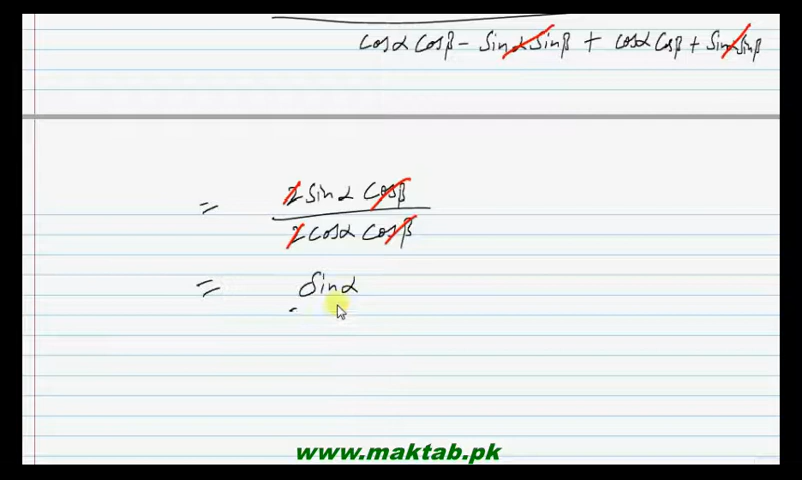 Cosα Cosβ - Sinα Sinβ + Cosα Cosβ + Sinα Sinβ
= 2 Sinα Cosβ
2 Cosα Cosβ
= Sinα
www.maktab.pk